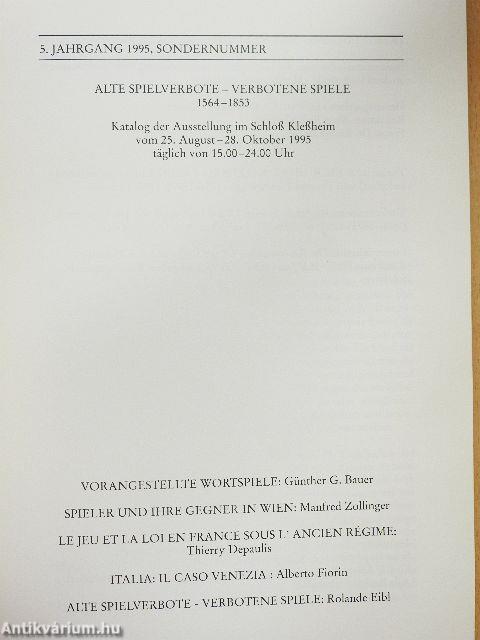 5. JAHRGANG 1995, SONDERNUMMER
ALTE SPIELVERBOTE – VERBOTENE SPIELE
1564–1853
Katalog der Ausstellung im Schloß Kleßheim
vom 25. August–28. Oktober 1995
täglich von 15.00–24.00 Uhr
VORANGESTELLTE WORTSPIELE: Günther G. Bauer
SPIELER UND IHRE GEGNER IN WIEN: Manfred Zollinger
LE JEU ET LA LOI EN FRANCE SOUS L' ANCIEN RÉGIME:
Thierry Depaulis
ITALIA: IL CASO VENEZIA : Alberto Fiorin
ALTE SPIELVERBOTE - VERBOTENE SPIELE: Rolande Eibl
Antikvárium.hu